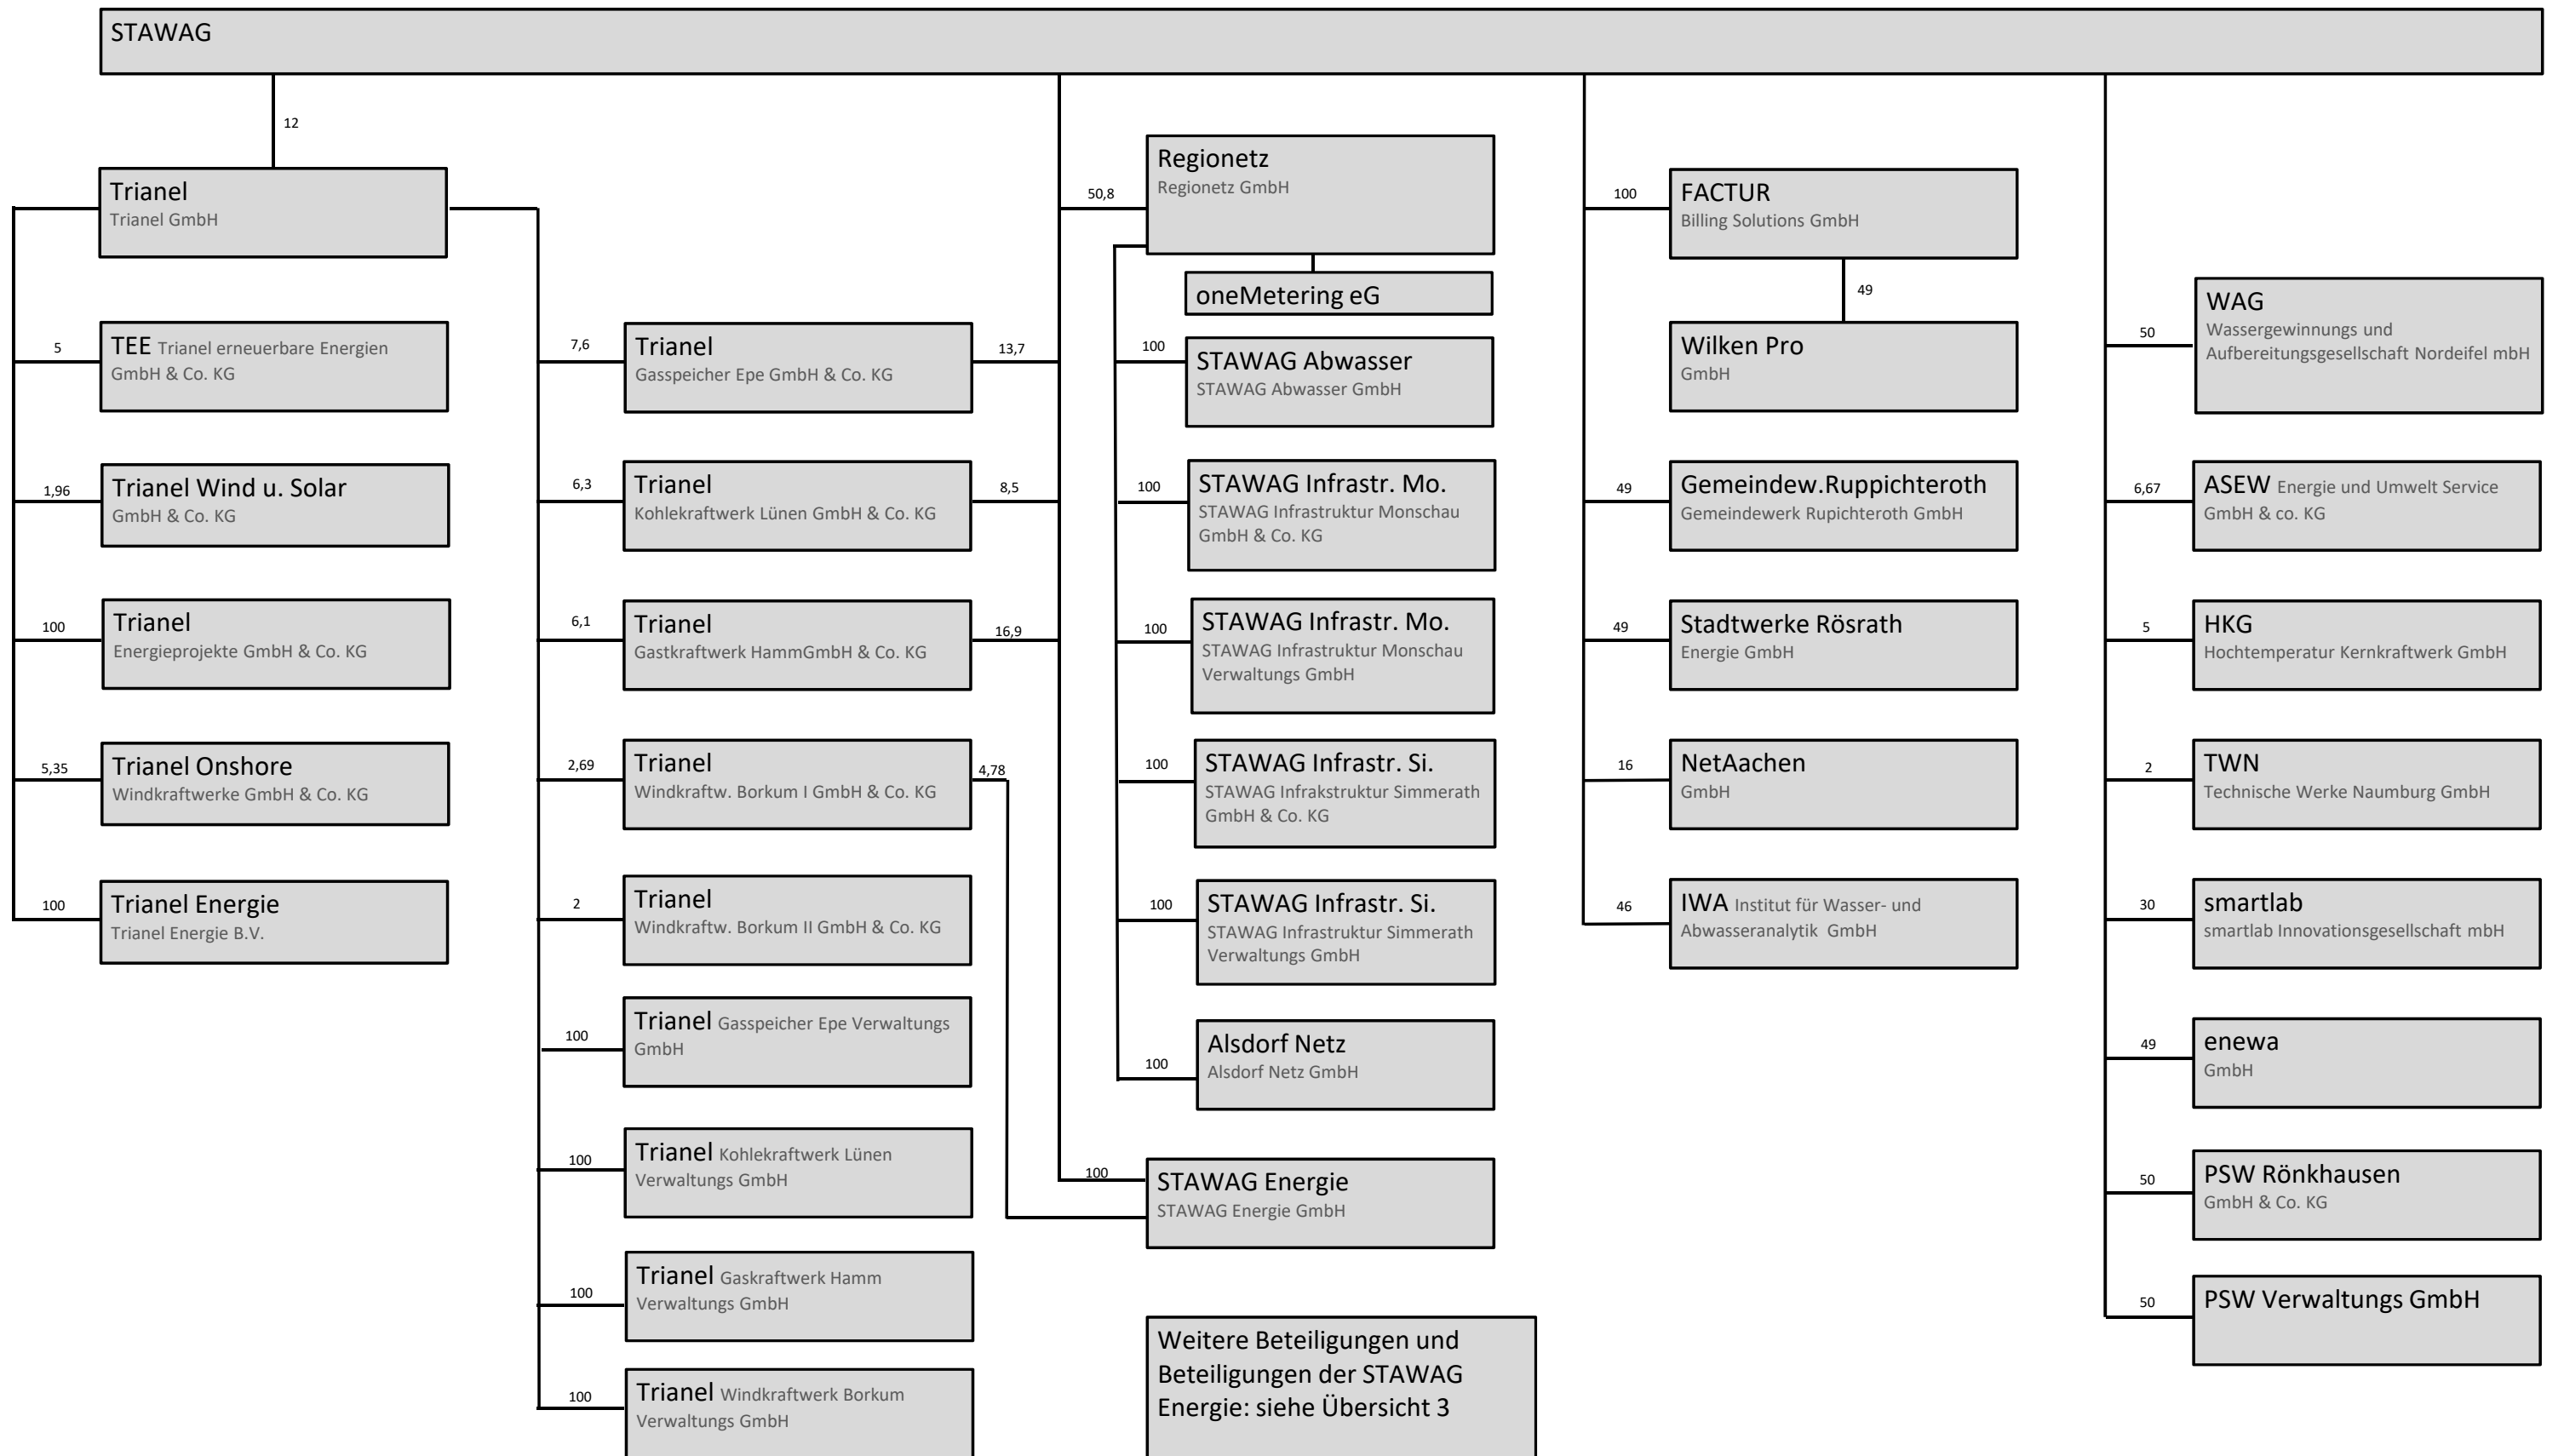 STAWAG
12
Trianel
Trianel GmbH
5
TEE Trianel erneuerbare Energien
GmbH & Co. KG
1,96
Trianel Wind u. Solar
GmbH & Co. KG
100
Trianel
Energieprojekte GmbH & Co. KG
5,35
Trianel Onshore
Windkraftwerke GmbH & Co. KG
100
Trianel Energie
Trianel Energie B.V.
7,6
Trianel
Gasspeicher Epe GmbH & Co. KG
13,7
6,3
Trianel
Kohlekraftwerk Lünen GmbH & Co. KG
8,5
6,1
Trianel
Gastkraftwerk HammGmbH & Co. KG
16,9
2,69
Trianel
Windkraftw. Borkum I GmbH & Co. KG
4,78
2
Trianel
Windkraftw. Borkum II GmbH & Co. KG
100
Trianel Gasspeicher Epe Verwaltungs
GmbH
100
Trianel Kohlekraftwerk Lünen
Verwaltungs GmbH
100
Trianel Gaskraftwerk Hamm
Verwaltungs GmbH
100
Trianel Windkraftwerk Borkum
Verwaltungs GmbH
50,8
Regionetz
Regionetz GmbH
oneMetering eG
100
STAWAG Abwasser
STAWAG Abwasser GmbH
100
STAWAG Infrastr. Mo.
STAWAG Infrastruktur Monschau
GmbH & Co. KG
100
STAWAG Infrastr. Mo.
STAWAG Infrastruktur Monschau
Verwaltungs GmbH
100
STAWAG Infrastr. Si.
STAWAG Infrakstruktur Simmerath
GmbH & Co. KG
100
STAWAG Infrastr. Si.
STAWAG Infrastruktur Simmerath
Verwaltungs GmbH
100
Alsdorf Netz
Alsdorf Netz GmbH
100
STAWAG Energie
STAWAG Energie GmbH
Weitere Beteiligungen und
Beteiligungen der STAWAG
Energie: siehe Übersicht 3
100
FACTUR
Billing Solutions GmbH
49
Wilken Pro
GmbH
49
Gemeindew.Ruppichteroth
Gemeindewerk Rupichteroth GmbH
49
Stadtwerke Rösrath
Energie GmbH
16
NetAachen
GmbH
46
IWA Institut für Wasser- und
Abwasseranalytik GmbH
50
WAG
Wassergewinnungs und
Aufbereitungsgesellschaft Nordeifel mbH
6,67
ASEW Energie und Umwelt Service
GmbH & co. KG
5
HKG
Hochtemperatur Kernkraftwerk GmbH
2
TWN
Technische Werke Naumburg GmbH
30
smartlab
smartlab Innovationsgesellschaft mbH
49
enewa
GmbH
50
PSW Rönkhausen
GmbH & Co. KG
50
PSW Verwaltungs GmbH